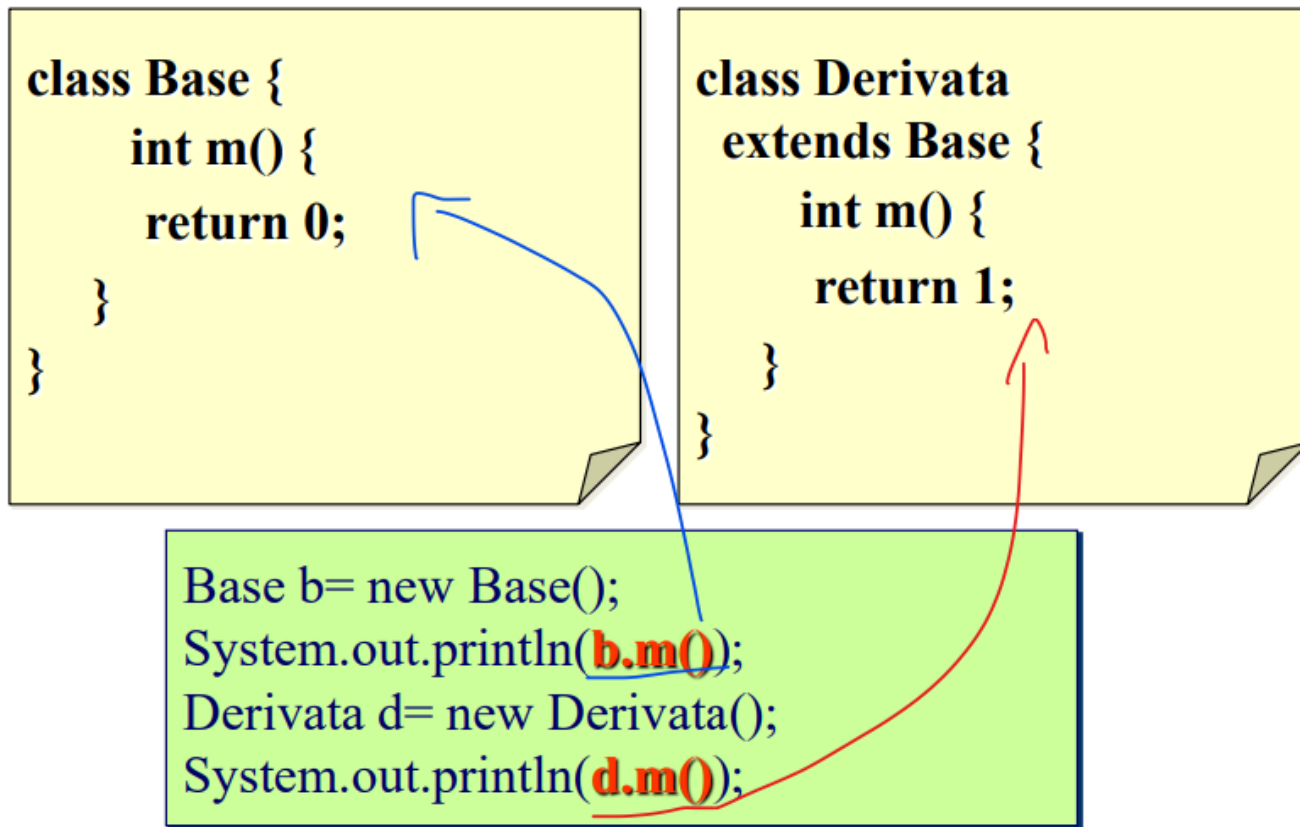 class Base {
int m() {
return 0;
}
}
class Derivata
extends Base {
int m() {
return 1;
}
}
Base b= new Base();
System.out.println(b.m());
Derivata d= new Derivata();
System.out.println(d.m());